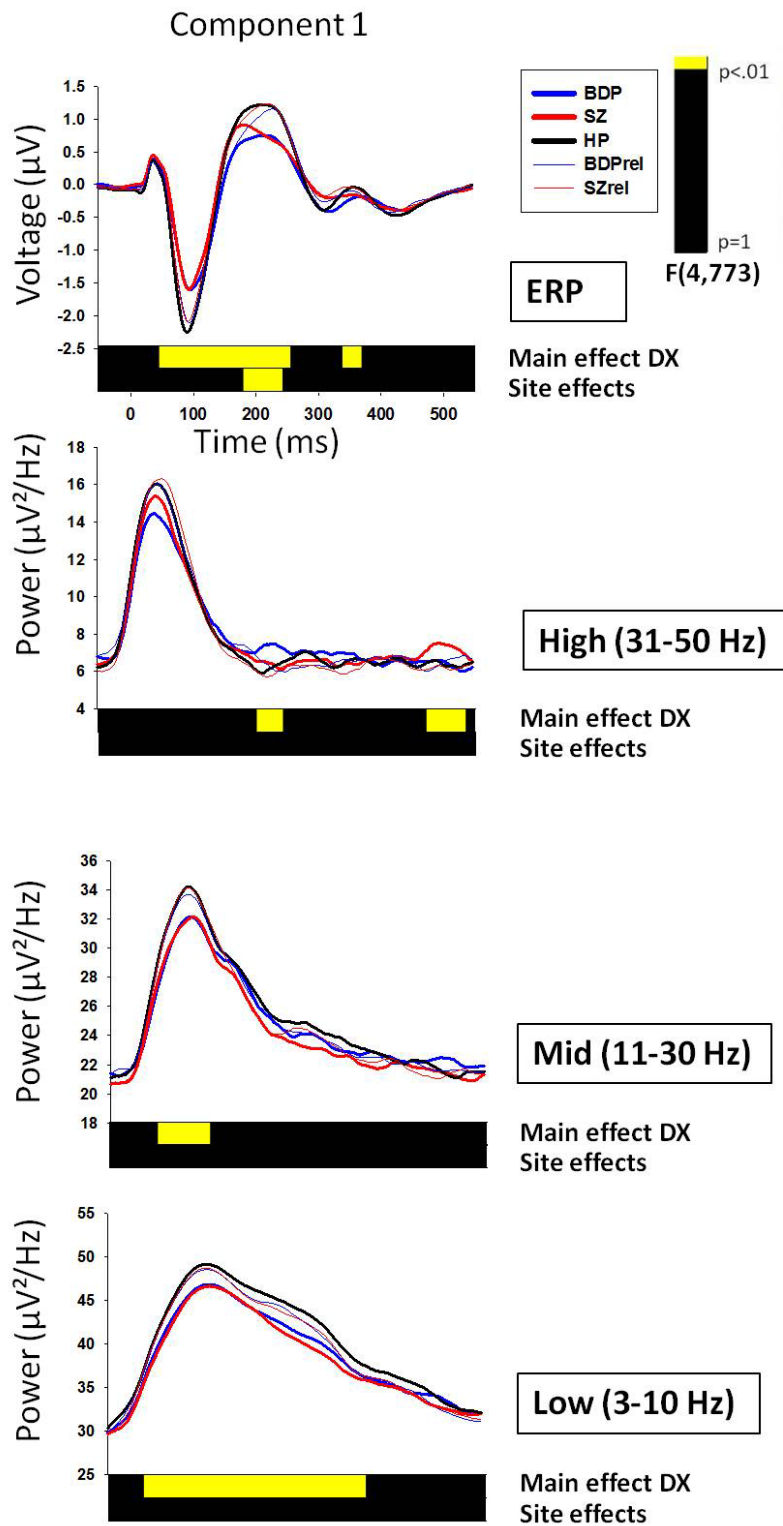 Component 1
Voltage (µV)
1.5
1.0
0.5
0.0
-0.5
-1.0
-1.5
-2.0
-2.5
BDP
SZ
HP
BDPrel
SZrel
p<.01
p=1
F(4,773)
ERP
Main effect DX
Site effects
0 100 200 300 400 500
Time (ms)
Power (µV²/Hz)
18
16
14
12
10
8
6
4
High (31-50 Hz)
Main effect DX
Site effects
Power (µV²/Hz)
36
34
32
30
28
26
24
22
20
18
Mid (11-30 Hz)
Main effect DX
Site effects
Power (µV²/Hz)
55
50
45
40
35
30
25
Low (3-10 Hz)
Main effect DX
Site effects